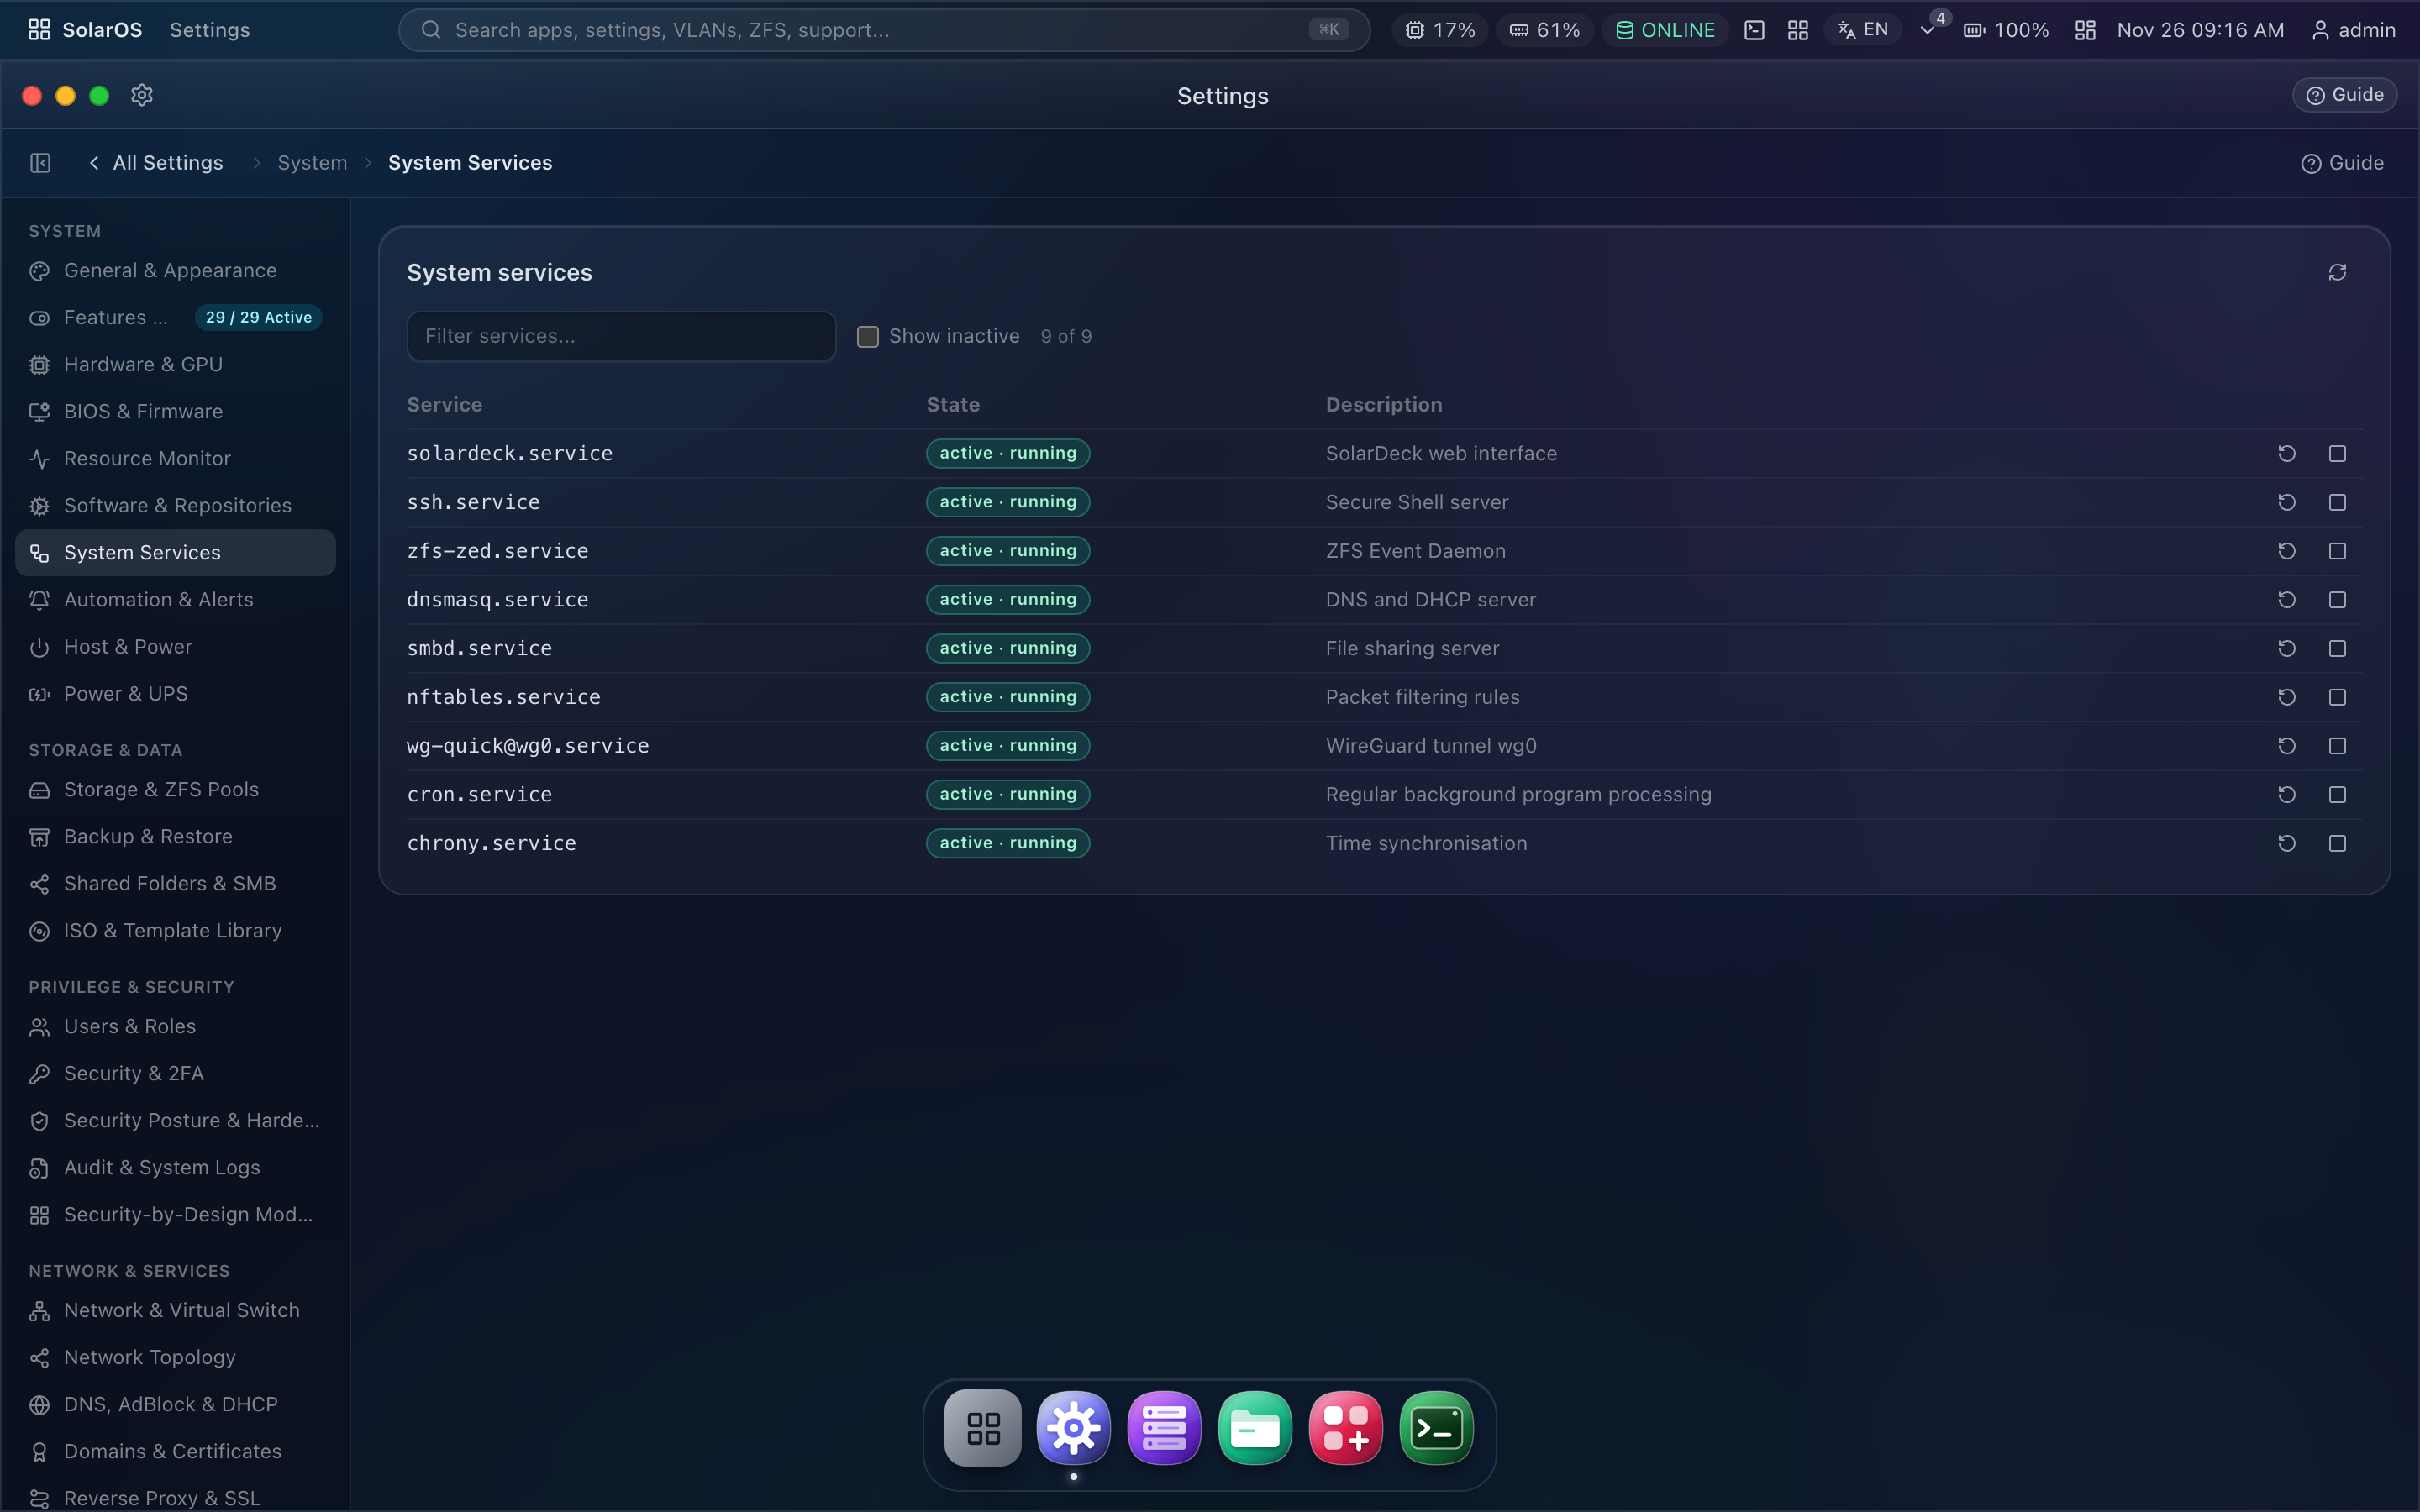 SolarOS Settings Search apps, settings, VLANs, ZFS, support... ⌘K 17% 61% ONLINE EN 4 100% Nov 26 09:16 AM admin
Settings Guide
All Settings System System Services Guide
SYSTEM
General & Appearance
Features ... 29 / 29 Active
Hardware & GPU
BIOS & Firmware
Resource Monitor
Software & Repositories
System Services
Automation & Alerts
Host & Power
Power & UPS
STORAGE & DATA
Storage & ZFS Pools
Backup & Restore
Shared Folders & SMB
ISO & Template Library
PRIVILEGE & SECURITY
Users & Roles
Security & 2FA
Security Posture & Harde...
Audit & System Logs
Security-by-Design Mod...
NETWORK & SERVICES
Network & Virtual Switch
Network Topology
DNS, AdBlock & DHCP
Domains & Certificates
Reverse Proxy & SSL
System services
Filter services... Show inactive 9 of 9
Service State Description
solardeck.service active · running SolarDeck web interface
ssh.service active · running Secure Shell server
zfs-zed.service active · running ZFS Event Daemon
dnsmasq.service active · running DNS and DHCP server
smbd.service active · running File sharing server
nftables.service active · running Packet filtering rules
wg-quick@wg0.service active · running WireGuard tunnel wg0
cron.service active · running Regular background program processing
chrony.service active · running Time synchronisation